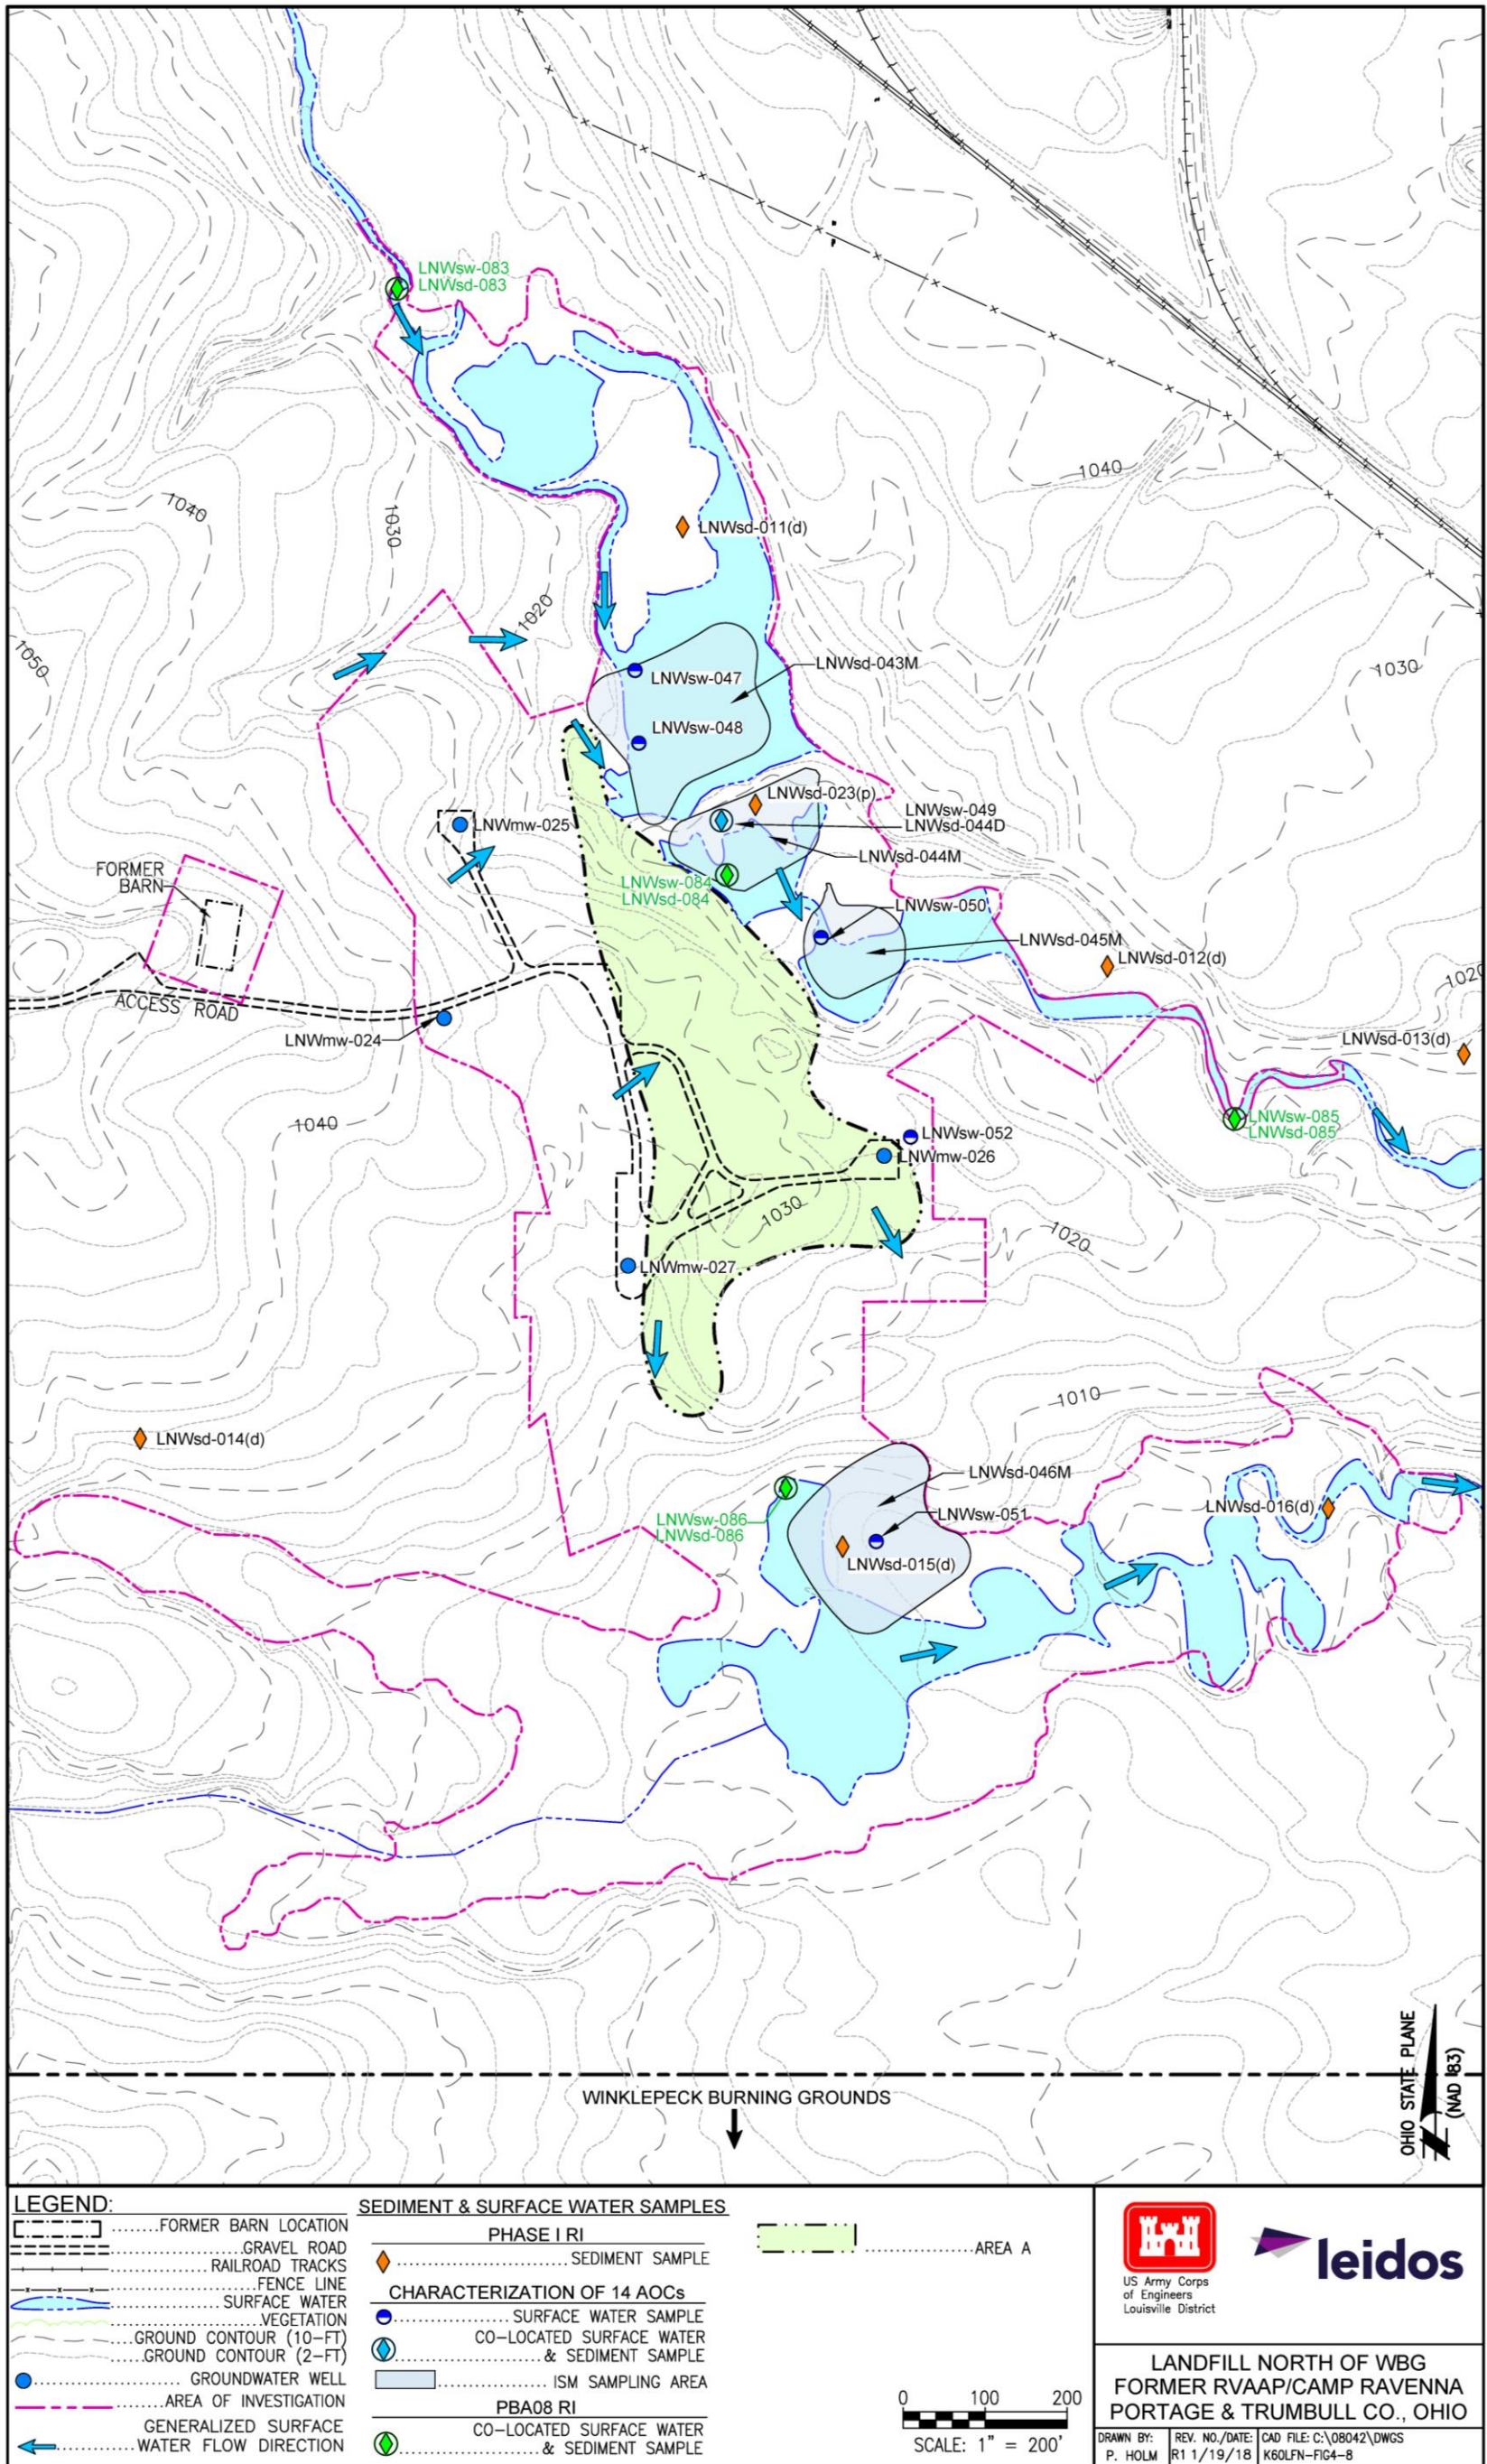 LNWsw-083
LNWsd-083
1040
1040
1030
LNWsd-011(d)
1020
1050
LNWsd-043M
1030
LNWsw-047
LNWsw-048
LNWsd-023(p)
LNWsw-049
LNWsd-044D
LNWmw-025
LNWsd-044M
FORMER
BARN
LNWsw-084
LNWsd-084
LNWsw-050
LNWsd-045M
LNWsd-012(d)
1020
ACCESS ROAD
LNWmw-024
LNWsd-013(d)
1040
LNWsw-085
LNWsd-085
LNWsw-052
LNWmw-026
1030
1020
LNWmw-027
1010
LNWsd-014(d)
LNWsd-046M
LNWsw-051
LNWsd-016(d)
LNWsw-086
LNWsd-086
LNWsd-015(d)
WINKLEPECK BURNING GROUNDS
OHIO STATE PLANE
(NAD 83)
LEGEND:
FORMER BARN LOCATION
GRAVEL ROAD
RAILROAD TRACKS
FENCE LINE
SURFACE WATER
VEGETATION
GROUND CONTOUR (10-FT)
GROUND CONTOUR (2-FT)
GROUNDWATER WELL
AREA OF INVESTIGATION
GENERALIZED SURFACE
WATER FLOW DIRECTION
SEDIMENT & SURFACE WATER SAMPLES
PHASE I RI
SEDIMENT SAMPLE
CHARACTERIZATION OF 14 AOCs
SURFACE WATER SAMPLE
CO-LOCATED SURFACE WATER
& SEDIMENT SAMPLE
ISM SAMPLING AREA
PBA08 RI
CO-LOCATED SURFACE WATER
& SEDIMENT SAMPLE
AREA A
0 100 200
SCALE: 1" = 200'
US Army Corps
of Engineers
Louisville District
leidos
LANDFILL NORTH OF WBG
FORMER RVAAP/CAMP RAVENNA
PORTAGE & TRUMBULL CO., OHIO
DRAWN BY:
P. HOLM
REV. NO./DATE:
R1 1/19/18
CAD FILE: C:\08042\DWGS
K60LFN-FIG4-8